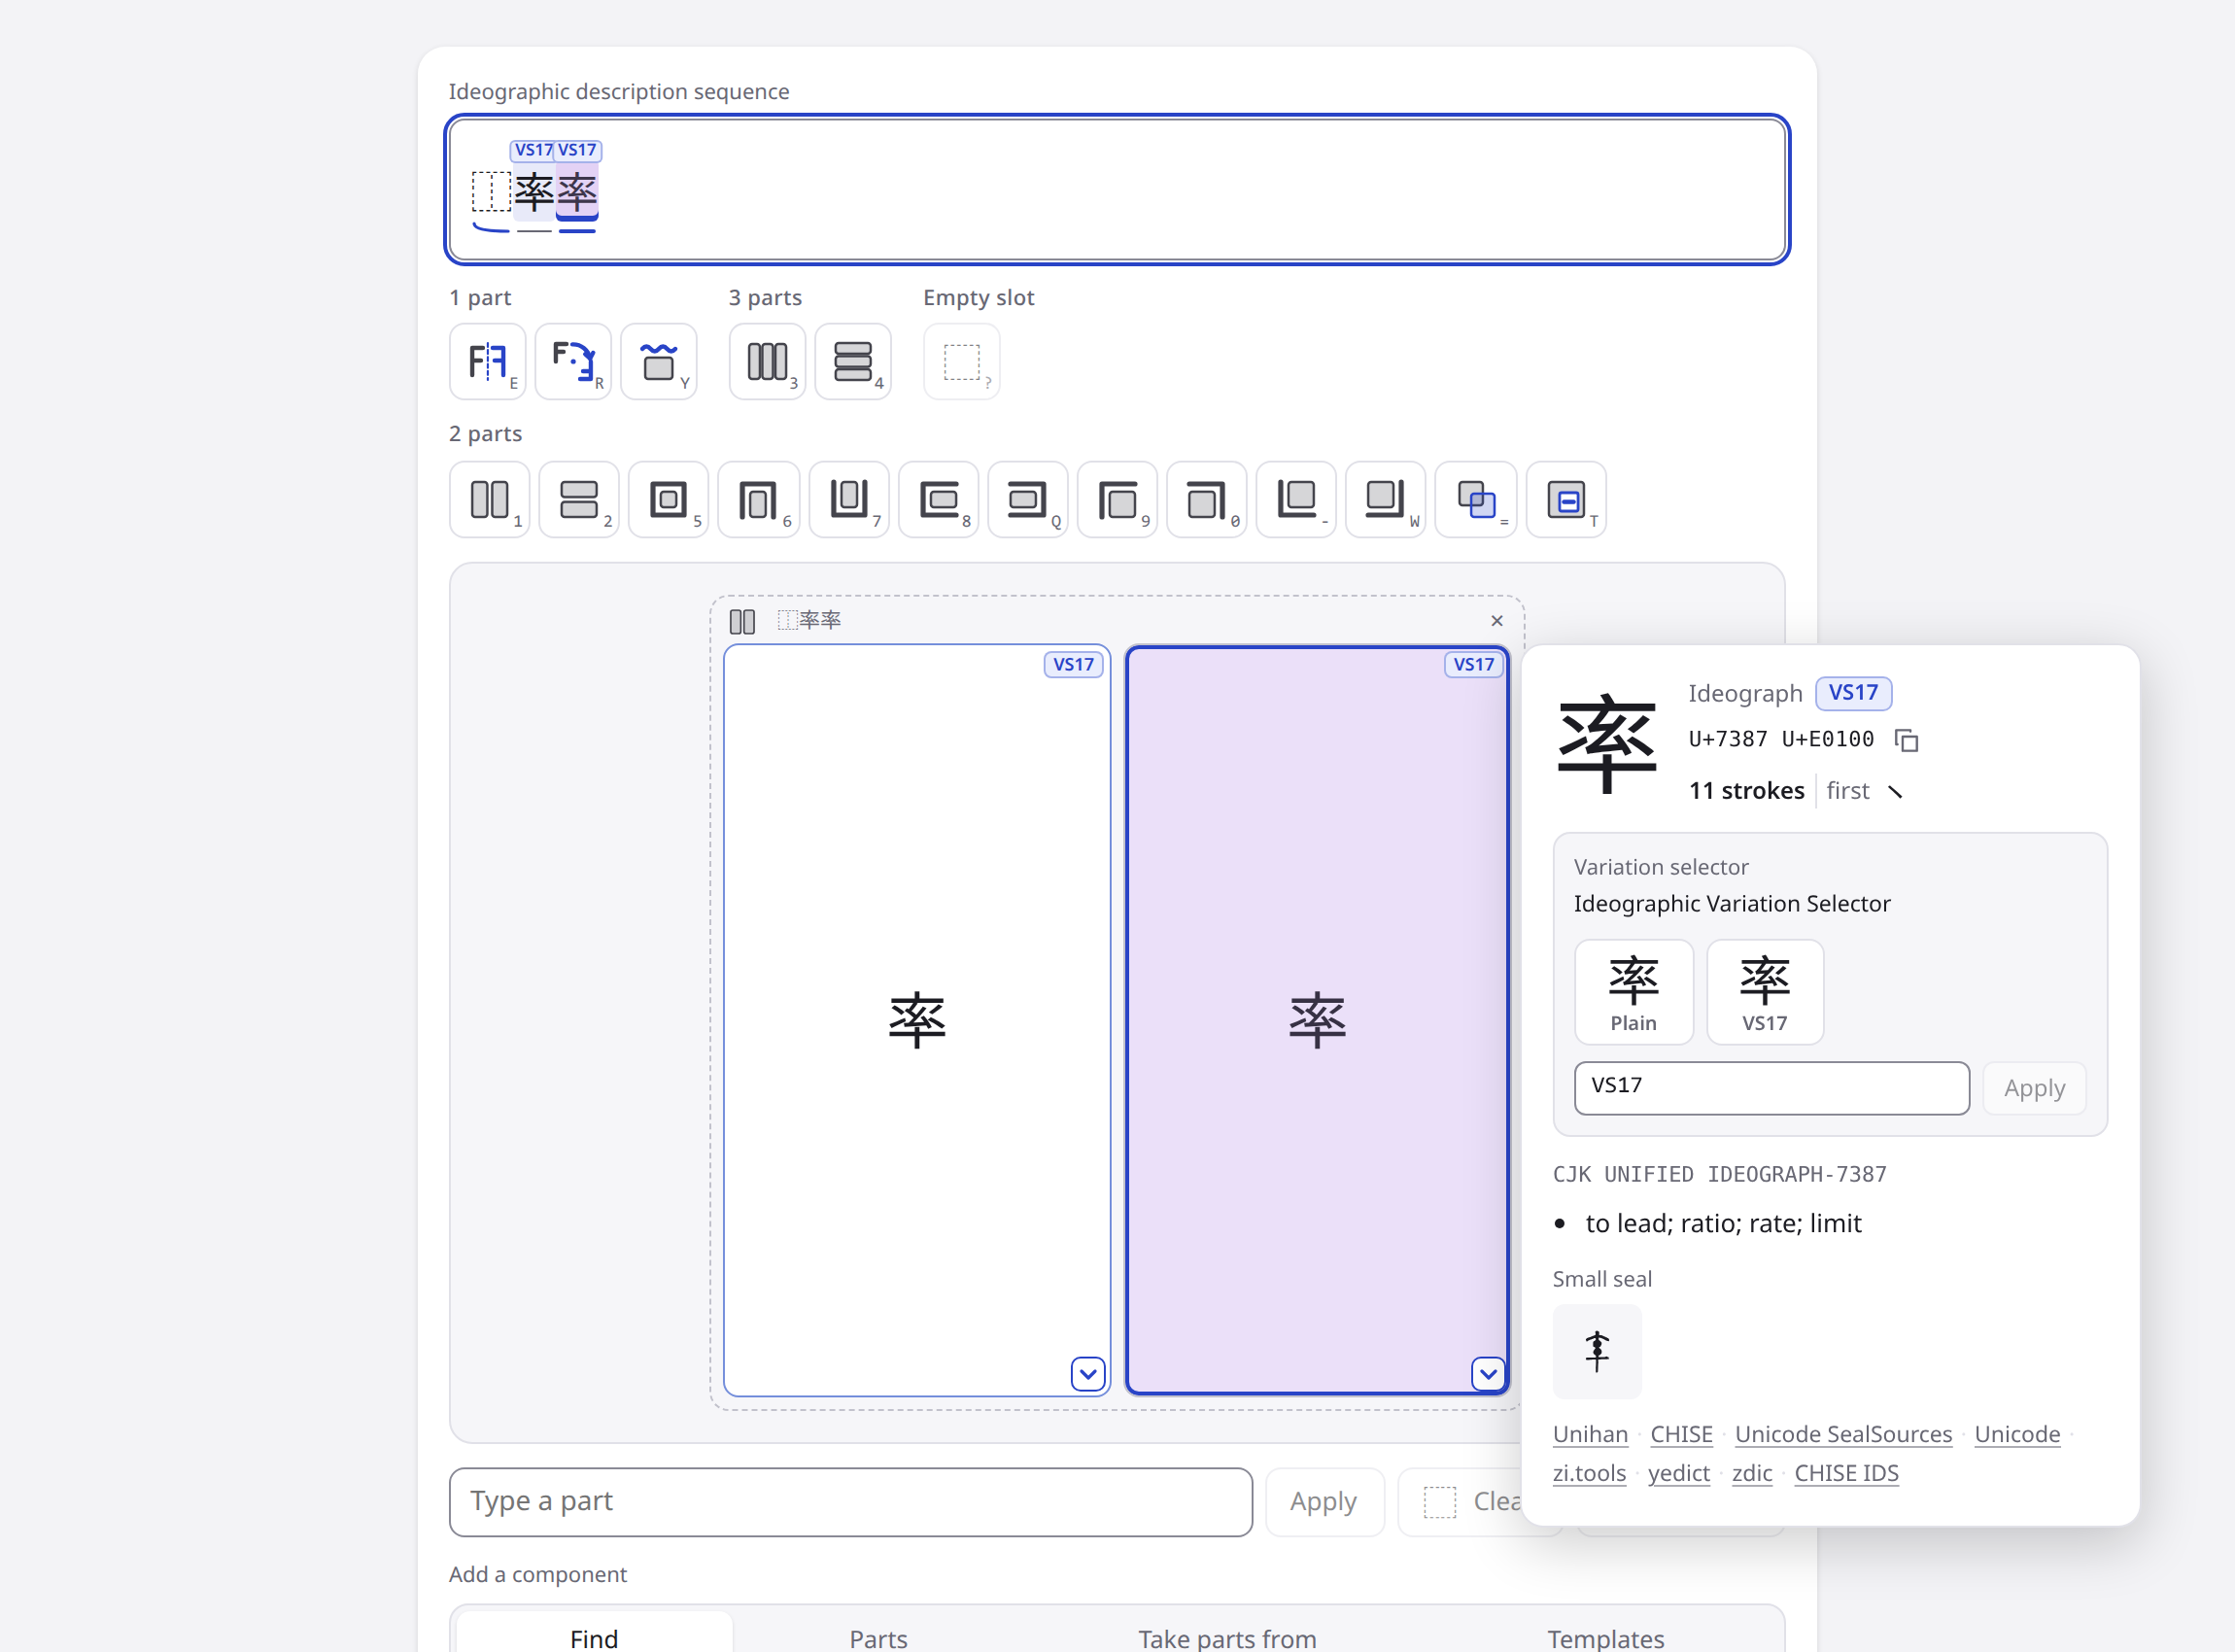 Ideographic description sequence
VS17 VS17
⿰率󠄀率󠄀
1 part
3 parts
Empty slot
E R Y 3 4 ?
2 parts
1 2 5 6 7 8 Q 9 0 - W = T
⿰率󠄀率󠄀 ×
VS17
率󠄀
VS17
率󠄀
率󠄀
Ideograph VS17
U+7387 U+E0100
11 strokes first ㇔
Variation selector
Ideographic Variation Selector
率 率󠄀
Plain VS17
VS17 Apply
CJK UNIFIED IDEOGRAPH-7387
• to lead; ratio; rate; limit
Small seal
Unihan · CHISE · Unicode SealSources · Unicode ·
zi.tools · yedict · zdic · CHISE IDS
Type a part Apply
Add a component
Find Parts Take parts from Templates